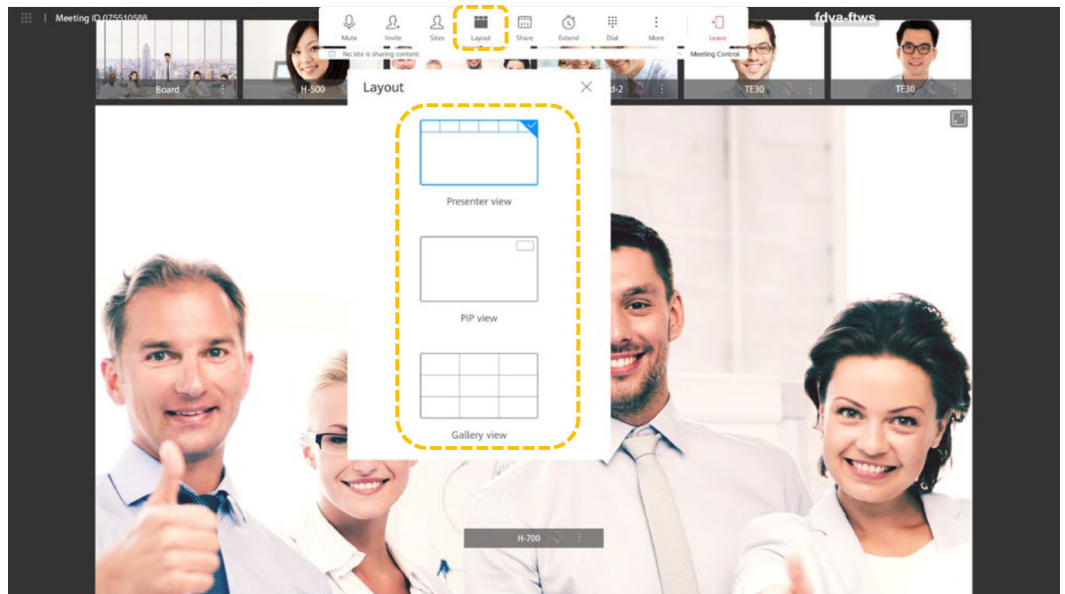 Meeting ID 075510588
fdva-ftws
Mute
Invite
Sites
Layout
Share
Extend
Dial
More
Leave
No site is sharing content.
Meeting Control
Board
H-500
d-2
TE30
TE30
Layout
Presenter view
PiP view
Gallery view
H-700